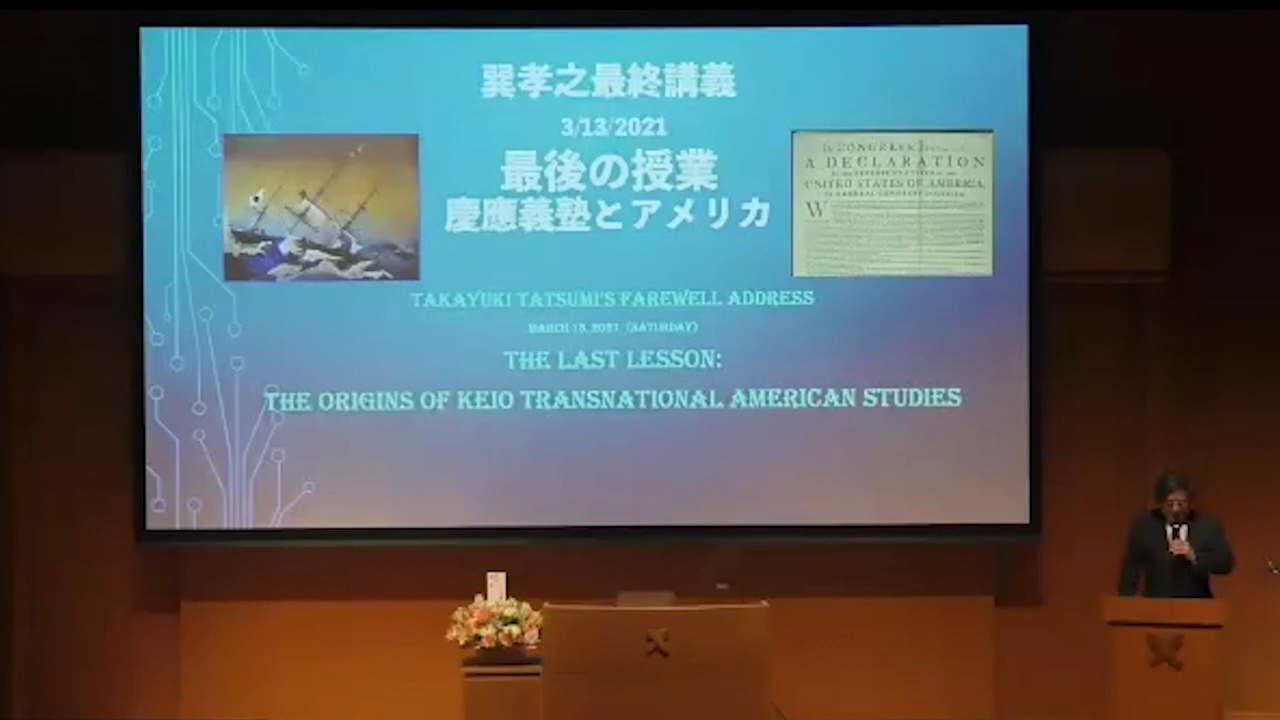 巽孝之最終講義
3/13/2021
最後の授業
慶應義塾とアメリカ
IN CONGRESS
A DECLARATION
UNITED STATES OF AMERICA,
W
TAKAYUKI TATSUMI'S FAREWELL ADDRESS
MARCH 13, 2021 (SATURDAY)
THE LAST LESSON:
THE ORIGINS OF KEIO TRANSNATIONAL AMERICAN STUDIES